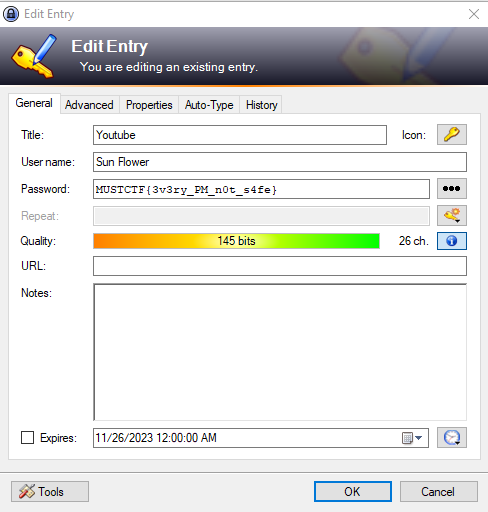 Edit Entry
Edit Entry
You are editing an existing entry.
General Advanced Properties Auto-Type History
Title: Youtube Icon:
User name: Sun Flower
Password: MUSTCTF{3v3ry_PM_n0t_s4fe}
Repeat:
Quality: 145 bits 26 ch.
URL:
Notes:
Expires: 11/26/2023 12:00:00 AM
Tools OK Cancel